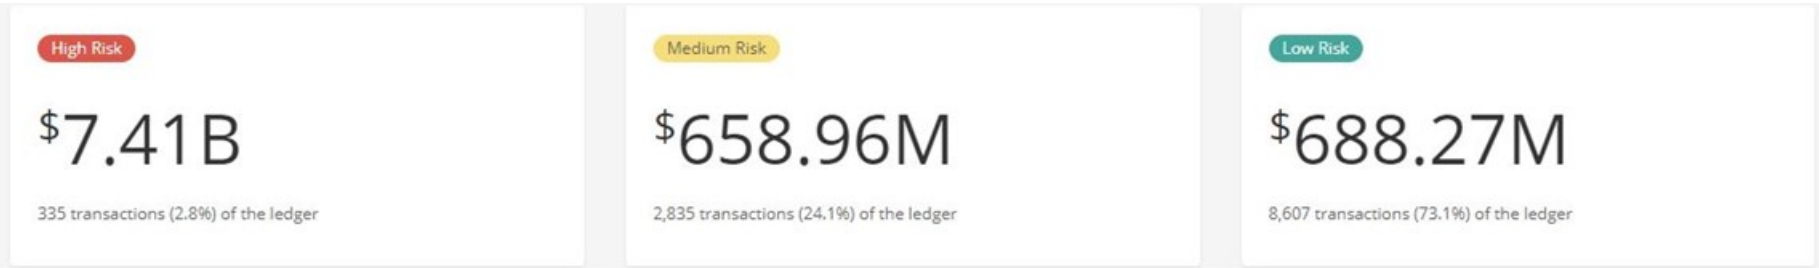 High Risk
$7.41B
335 transactions (2.8%) of the ledger
Medium Risk
$658.96M
2,835 transactions (24.1%) of the ledger
Low Risk
$688.27M
8,607 transactions (73.1%) of the ledger